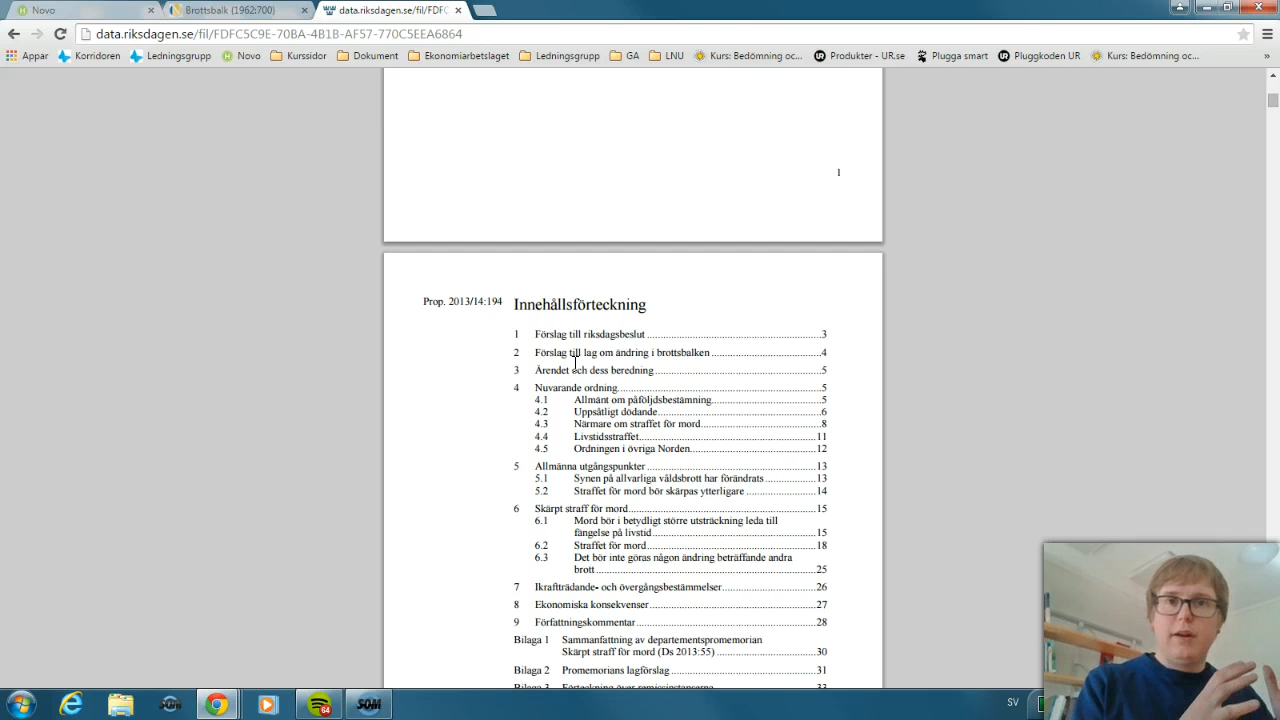 Novo
Brottsbalk (1962:700)
data.riksdagen.se/fil/FDFC
data.riksdagen.se/fil/FDFC5C9E-70BA-4B1B-AF57-770C5EEA6864
Appar
Korridoren
Ledningsgrupp
Novo
Kurssidor
Dokument
Ekonomiarbetslaget
Ledningsgrupp
GA
LNU
Kurs: Bedömning oc...
Produkter - UR.se
Plugga smart
Pluggkoden UR
Kurs: Bedömning oc...
»
1
Prop. 2013/14:194
Innehållsförteckning
1 Förslag till riksdagsbeslut ........ 3
2 Förslag till lag om ändring i brottsbalken ........ 4
3 Ärendet och dess beredning ........ 5
4 Nuvarande ordning ........ 5
4.1 Allmänt om påföljdsbestämning ........ 5
4.2 Uppsåtligt dödande ........ 6
4.3 Närmare om straffet för mord ........ 8
4.4 Livstidsstraffet ........ 11
4.5 Ordningen i övriga Norden ........ 12
5 Allmänna utgångspunkter ........ 13
5.1 Synen på allvarliga våldsbrott har förändrats ........ 13
5.2 Straffet för mord bör skärpas ytterligare ........ 14
6 Skärpt straff för mord ........ 15
6.1 Mord bör i betydligt större utsträckning leda till
fängelse på livstid ........ 15
6.2 Straffet för mord ........ 18
6.3 Det bör inte göras någon ändring beträffande andra
brott ........ 25
7 Ikraftträdande- och övergångsbestämmelser ........ 26
8 Ekonomiska konsekvenser ........ 27
9 Författningskommentar ........ 28
Bilaga 1 Sammanfattning av departementspromemorian
Skärpt straff för mord (Ds 2013:55) ........ 30
Bilaga 2 Promemorians lagförslag ........ 31
Bilaga 3 Förteckning över remissinstanserna ........ 33
64
SOM
SOM
SV